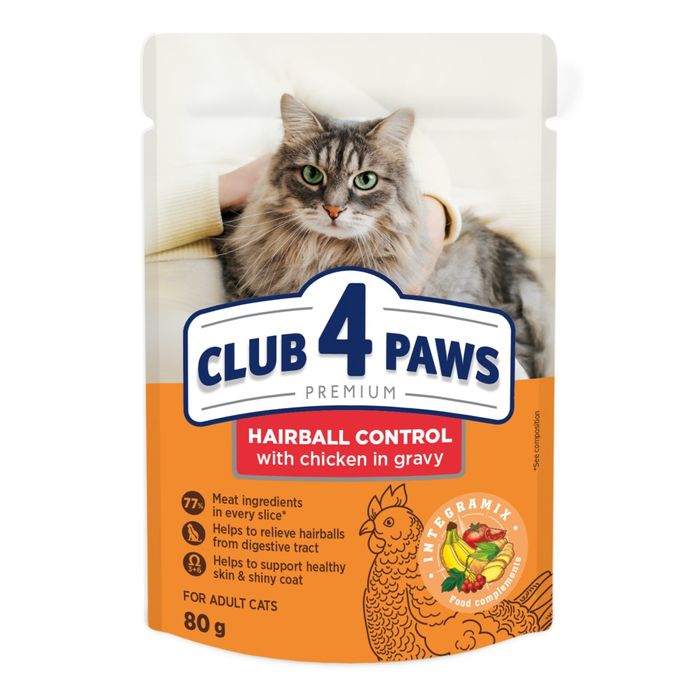 CLUB 4 PAWS
PREMIUM
HAIRBALL CONTROL
with chicken in gravy
*See composition
77% Meat ingredients
in every slice*
Helps to relieve hairballs
from digestive tract
Ω 3+6 Helps to support healthy
skin & shiny coat
FOR ADULT CATS
80 g
INTEGRAMIX
Food complements